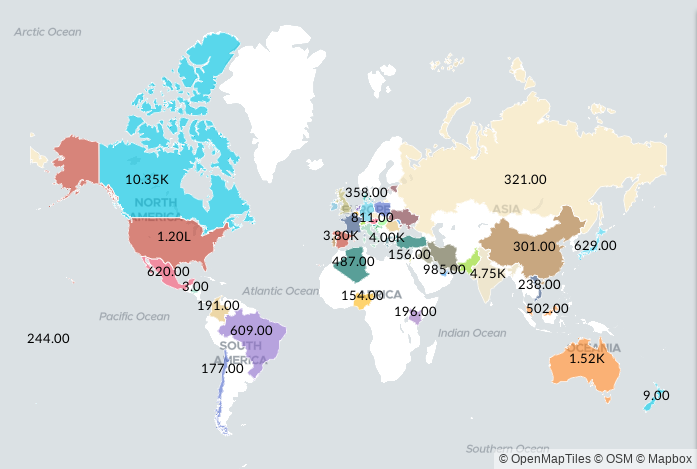 Arctic Ocean
10.35K
NORTH
AMERICA
1.20L
620.00
3.00
358.00
811.00
3.80K
4.00K
487.00
156.00
985.00
4.75K
321.00
ASIA
301.00
629.00
238.00
502.00
Atlantic Ocean
191.00
154.00
196.00
Pacific Ocean
609.00
SOUTH
AMERICA
177.00
244.00
Indian Ocean
OCEANIA
1.52K
9.00
Southern Ocean
© OpenMapTiles © OSM © Mapbox